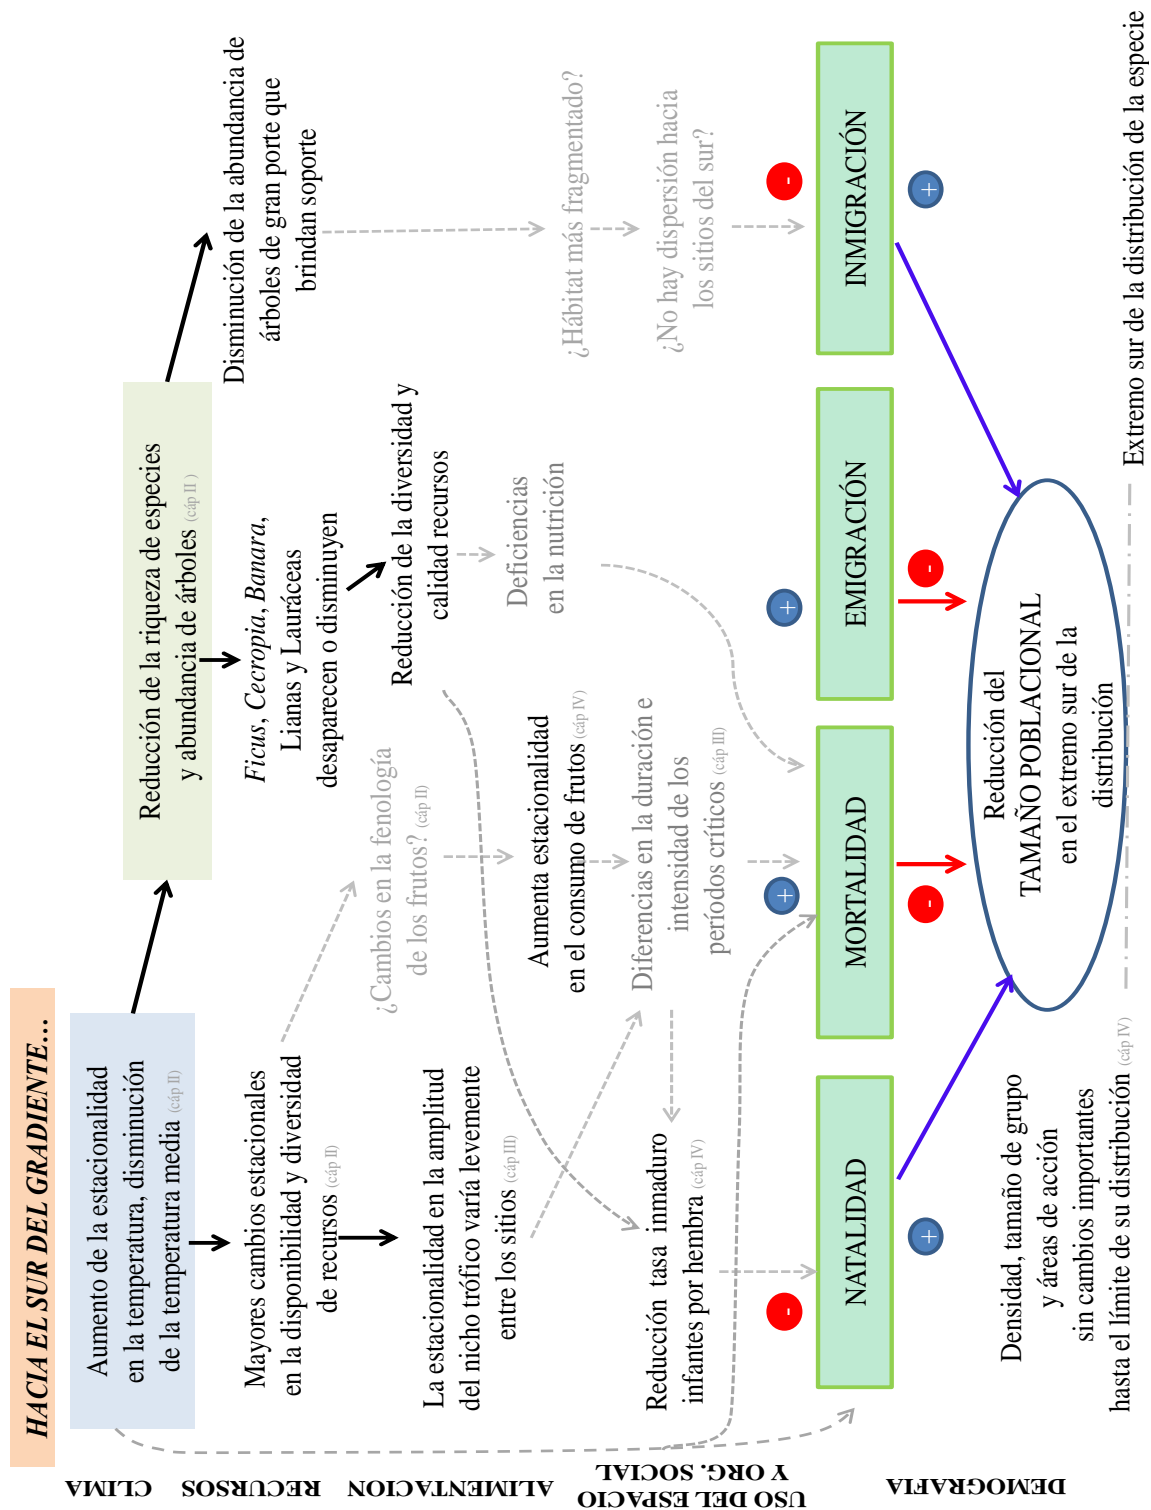 HACIA EL SUR DEL GRADIENTE...
CLIMA
Aumento de la estacionalidad
en la temperatura, disminución
de la temperatura media (cáp II)
Reducción de la riqueza de especies
y abundancia de árboles (cáp II )
RECURSOS
Mayores cambios estacionales
en la disponibilidad y diversidad
de recursos (cáp II)
¿Cambios en la fenología
de los frutos? (cáp II)
Ficus, Cecropia, Banara,
Lianas y Lauráceas
desaparecen o disminuyen
Disminución de la abundancia de
árboles de gran porte que
brindan soporte
ALIMENTACION
La estacionalidad en la amplitud
del nicho trófico varía levemente
entre los sitios (cáp III)
Aumenta estacionalidad
en el consumo de frutos (cáp IV)
Reducción de la diversidad y
calidad recursos
Deficiencias
en la nutrición
USO DEL ESPACIO
Y ORG. SOCIAL
Reducción tasa inmaduro
infantes por hembra (cáp IV)
Diferencias en la duración e
intensidad de los
períodos críticos (cáp III)
¿Hábitat más fragmentado?
¿No hay dispersión hacia
los sitios del sur?
DEMOGRAFIA
-
+
+
-
NATALIDAD
MORTALIDAD
EMIGRACIÓN
INMIGRACIÓN
+
-
-
+
Densidad, tamaño de grupo
y áreas de acción
sin cambios importantes
hasta el límite de su distribución (cáp IV)
Reducción del
TAMAÑO POBLACIONAL
en el extremo sur de la
distribución
Extremo sur de la distribución de la especie